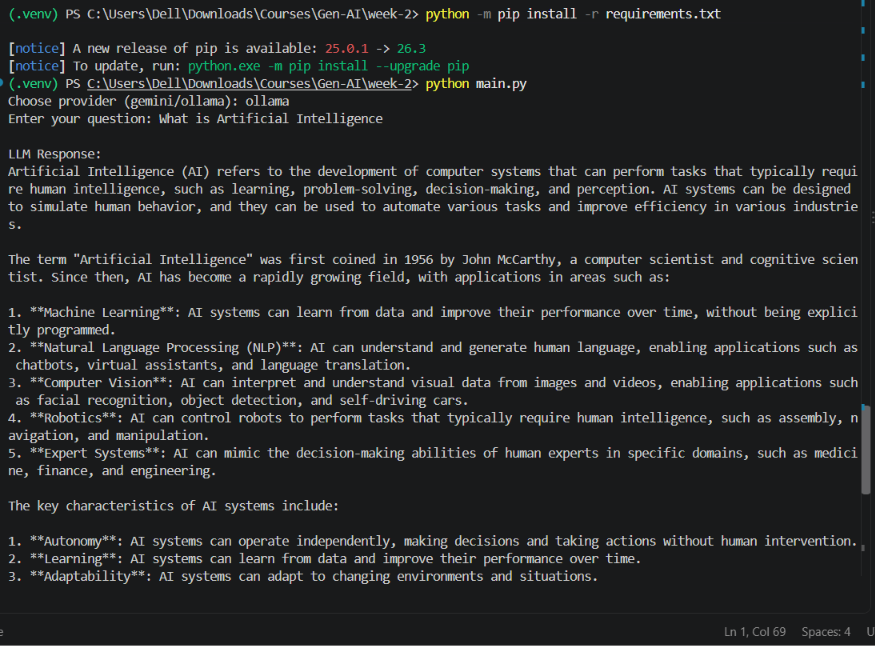 (.venv) PS C:\Users\Dell\Downloads\Courses\Gen-AI\week-2> python -m pip install -r requirements.txt
[notice] A new release of pip is available: 25.0.1 -> 26.3
[notice] To update, run: python.exe -m pip install --upgrade pip
(.venv) PS C:\Users\Dell\Downloads\Courses\Gen-AI\week-2> python main.py
Choose provider (gemini/ollama): ollama
Enter your question: What is Artificial Intelligence
LLM Response:
Artificial Intelligence (AI) refers to the development of computer systems that can perform tasks that typically requi
re human intelligence, such as learning, problem-solving, decision-making, and perception. AI systems can be designed
to simulate human behavior, and they can be used to automate various tasks and improve efficiency in various industrie
s.
The term "Artificial Intelligence" was first coined in 1956 by John McCarthy, a computer scientist and cognitive scien
tist. Since then, AI has become a rapidly growing field, with applications in areas such as:
1. **Machine Learning**: AI systems can learn from data and improve their performance over time, without being explici
tly programmed.
2. **Natural Language Processing (NLP)**: AI can understand and generate human language, enabling applications such as
chatbots, virtual assistants, and language translation.
3. **Computer Vision**: AI can interpret and understand visual data from images and videos, enabling applications such
as facial recognition, object detection, and self-driving cars.
4. **Robotics**: AI can control robots to perform tasks that typically require human intelligence, such as assembly, n
avigation, and manipulation.
5. **Expert Systems**: AI can mimic the decision-making abilities of human experts in specific domains, such as medici
ne, finance, and engineering.
The key characteristics of AI systems include:
1. **Autonomy**: AI systems can operate independently, making decisions and taking actions without human intervention.
2. **Learning**: AI systems can learn from data and improve their performance over time.
3. **Adaptability**: AI systems can adapt to changing environments and situations.
Ln 1, Col 69 Spaces: 4